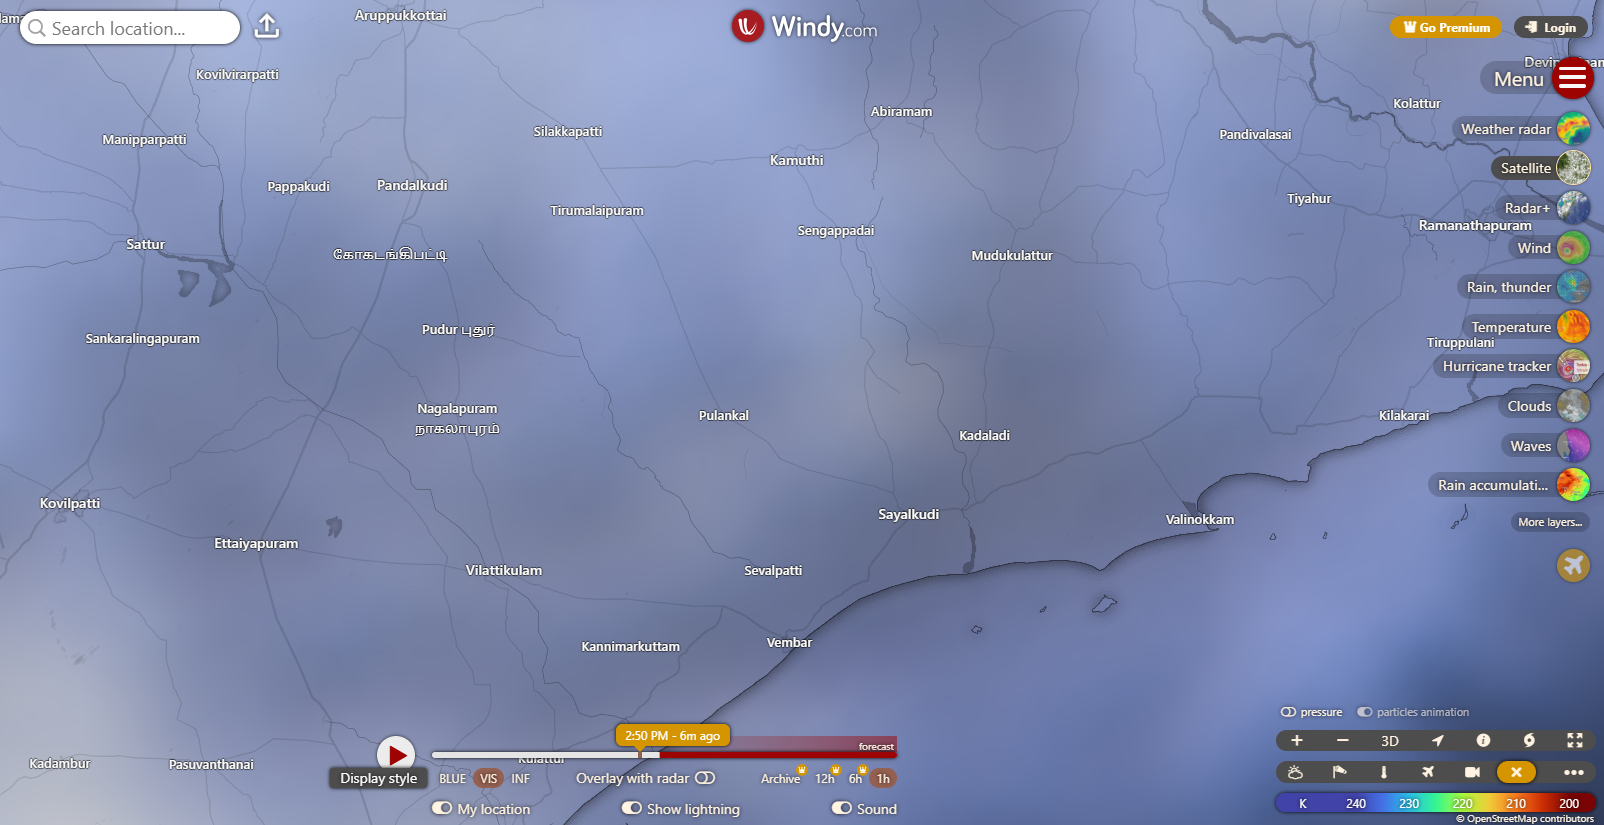 Aruppukkottai
Search location...
Windy.com
Go Premium
Login
Kovilvirarpatti
Menu
Kolattur
Abiramam
Manipparpatti
Silakkapatti
Pandivalasai
Weather radar
Kamuthi
Satellite
Pappakudi
Pandalkudi
Tirumalaipuram
Tiyahur
Radar+
Sengappadai
Ramanathapuram
Sattur
Wind
கோகடங்கிபட்டி
Mudukulattur
Rain, thunder
Pudur புதுர்
Temperature
Sankaralingapuram
Tiruppulani
Hurricane tracker
Nagalapuram
நாகலாபுரம்
Pulankal
Clouds
Kilakarai
Kadaladi
Waves
Rain accumulati...
Kovilpatti
Sayalkudi
Valinokkam
More layers...
Ettaiyapuram
Vilattikulam
Sevalpatti
Kannimarkuttam
Vembar
pressure
particles animation
2:50 PM - 6m ago
forecast
3D
Kadambur
Pasuvanthanai
Kulattur
Display style
BLUE VIS INF
Overlay with radar
Archive 12h 6h 1h
My location
Show lightning
Sound
K 240 230 220 210 200
© OpenStreetMap contributors